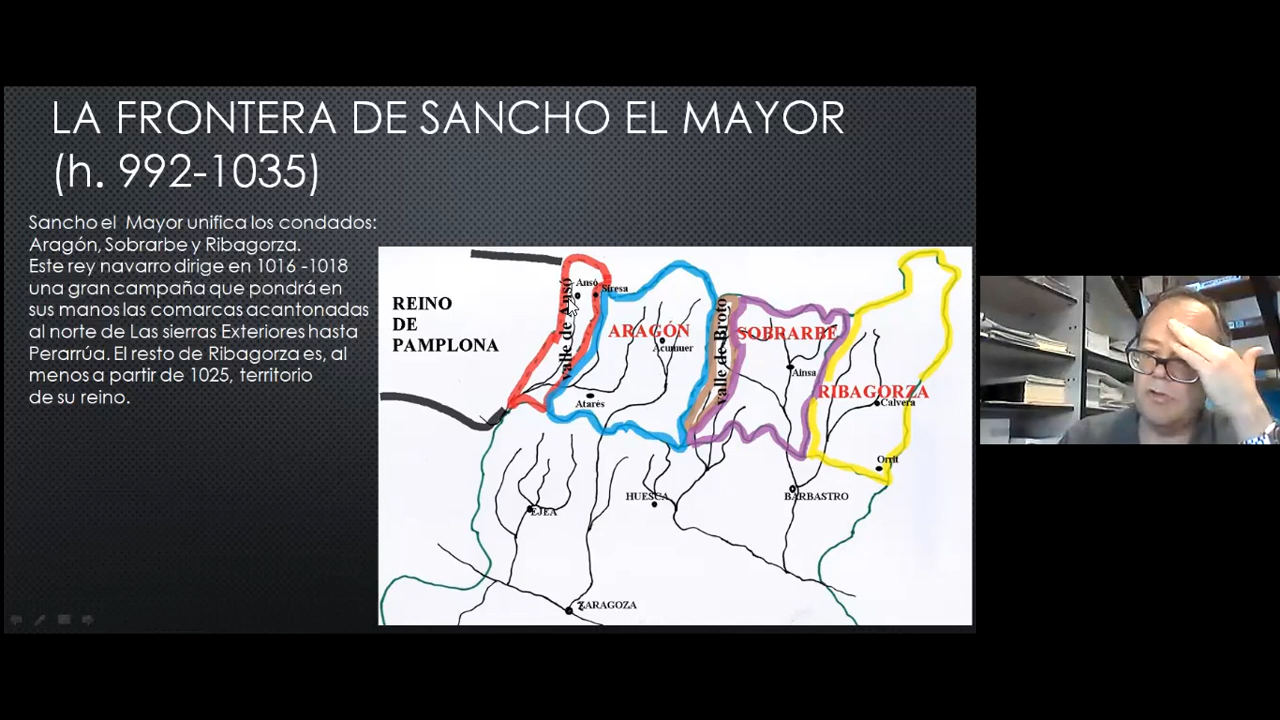 LA FRONTERA DE SANCHO EL MAYOR
(h. 992-1035)
Sancho el Mayor unifica los condados:
Aragón, Sobrarbe y Ribagorza.
Este rey navarro dirige en 1016 -1018
una gran campaña que pondrá en
sus manos las comarcas acantonadas
al norte de Las sierras Exteriores hasta
Perarrúa. El resto de Ribagorza es, al
menos a partir de 1025, territorio
de su reino.
REINO
DE
PAMPLONA
valle de Ansó
Ansó
Siresa
ARAGÓN
Acumuer
Atarés
valle de Broto
SOBRARBE
Ainsa
RIBAGORZA
Calvera
Orrit
HUESCA
BARBASTRO
EJEA
ZARAGOZA